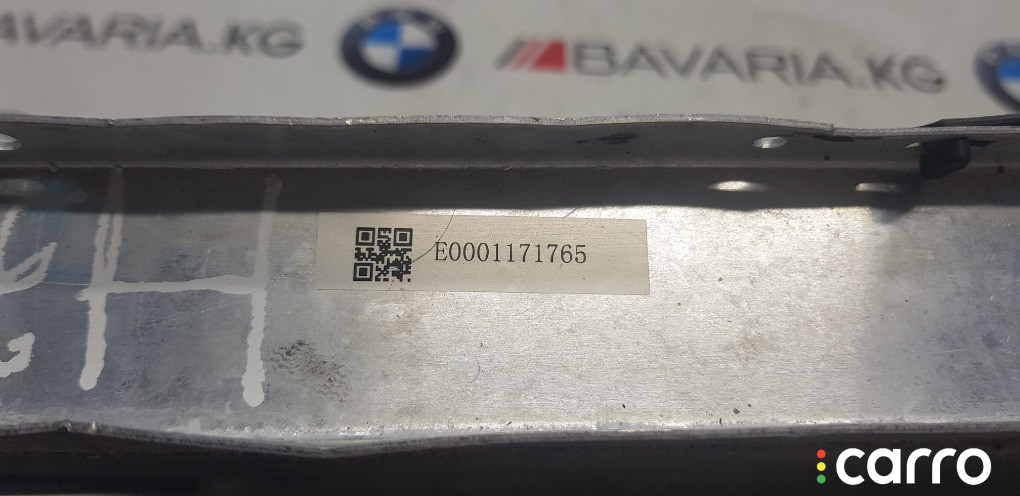 BAVARIA.KG
BAVARIA.KG
H
E0001171765
carro